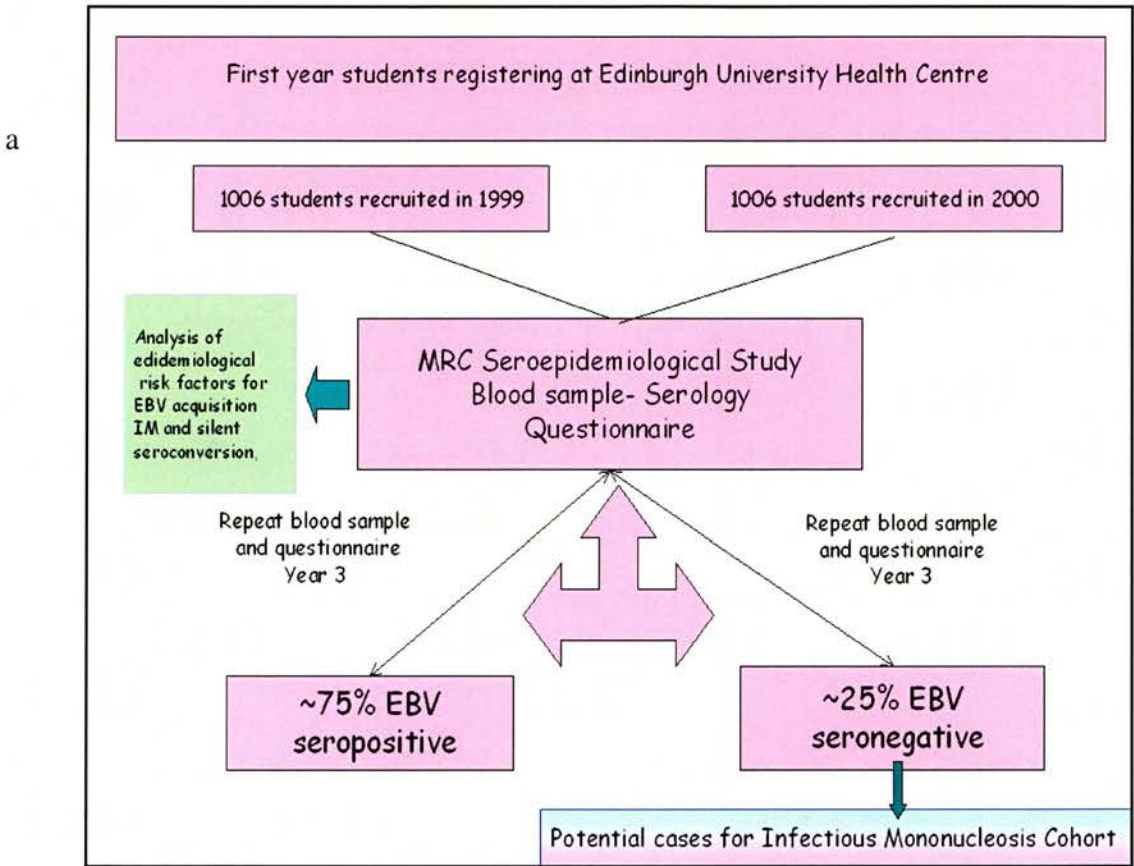 a
First year students registering at Edinburgh University Health Centre
1006 students recruited in 1999
1006 students recruited in 2000
Analysis of
edidemiological
risk factors for
EBV acquisition
IM and silent
seroconversion.
MRC Seroepidemiological Study
Blood sample- Serology
Questionnaire
Repeat blood sample
and questionnaire
Year 3
Repeat blood sample
and questionnaire
Year 3
~75% EBV
seropositive
~25% EBV
seronegative
Potential cases for Infectious Mononucleosis Cohort